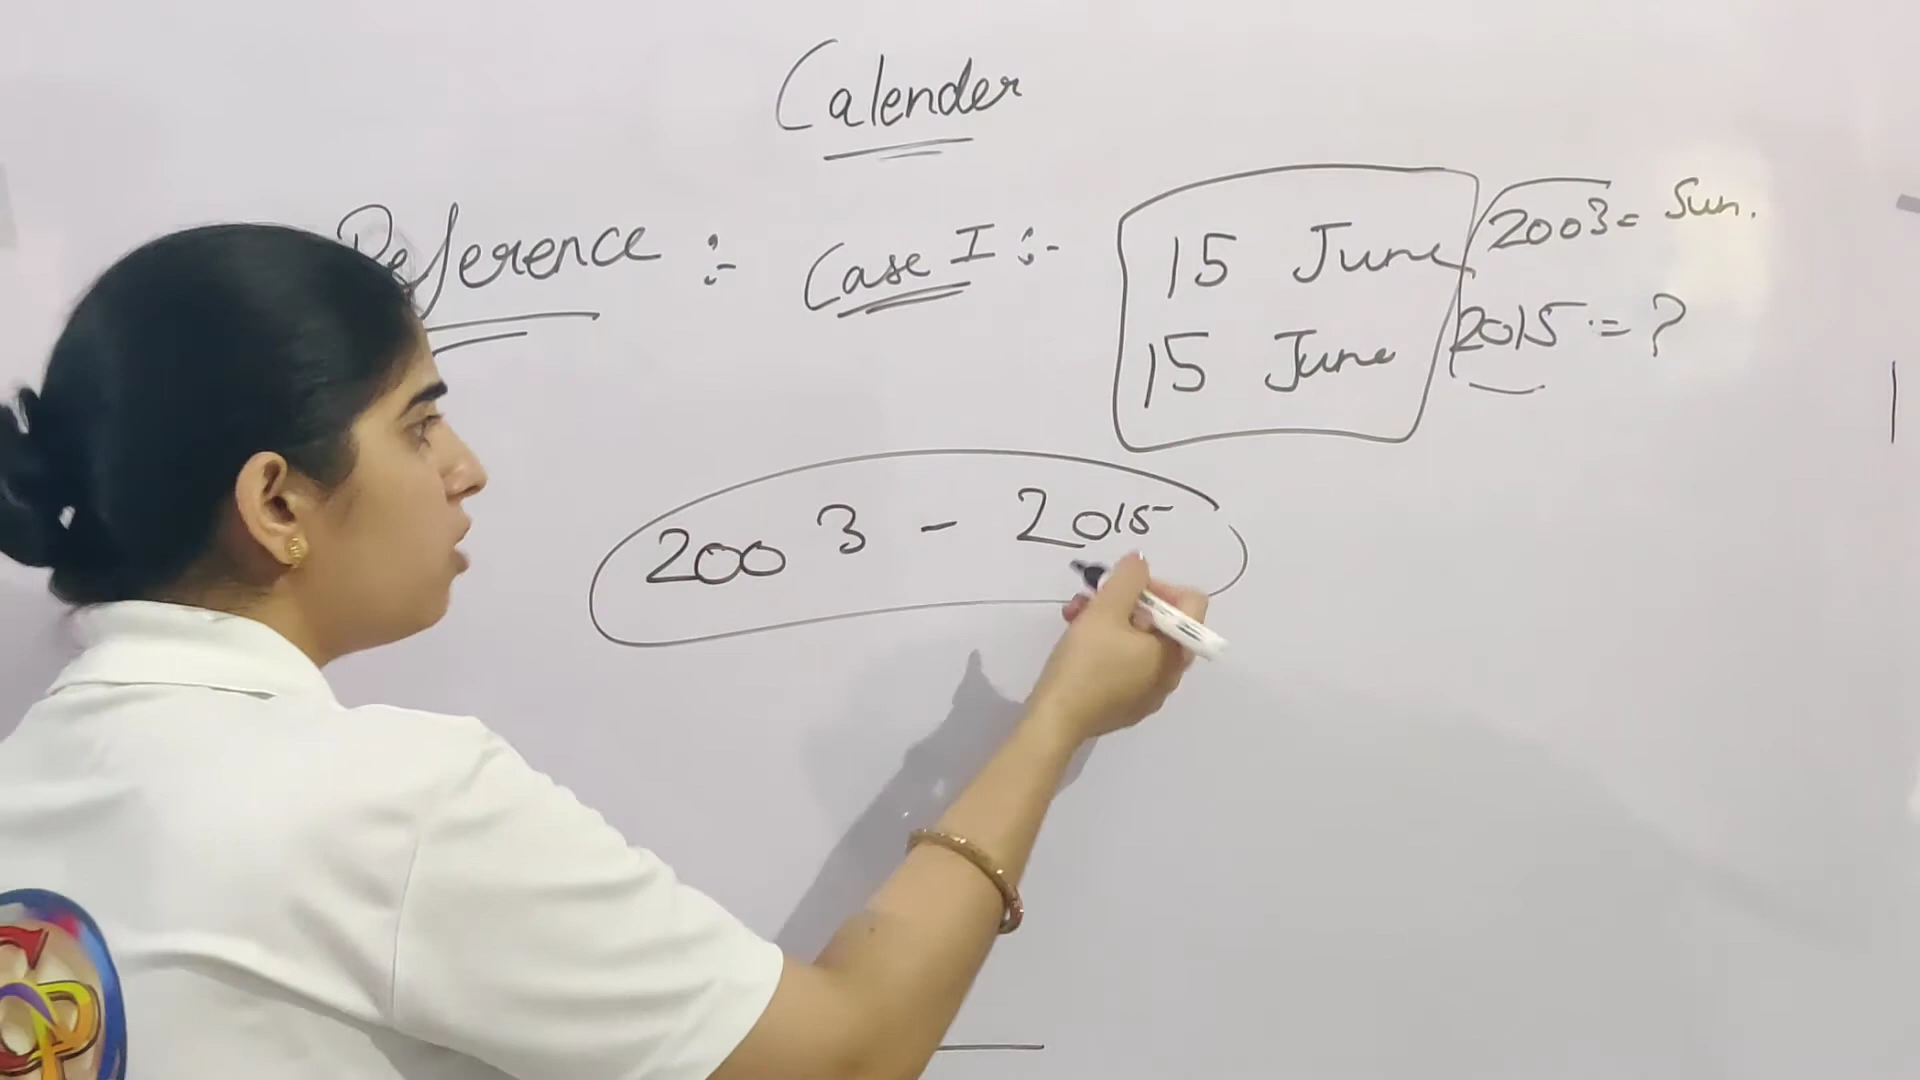 Calender
Reference :- Case I :- 15 June 2003 = Sun.
15 June 2015 = ?
2003 - 2015